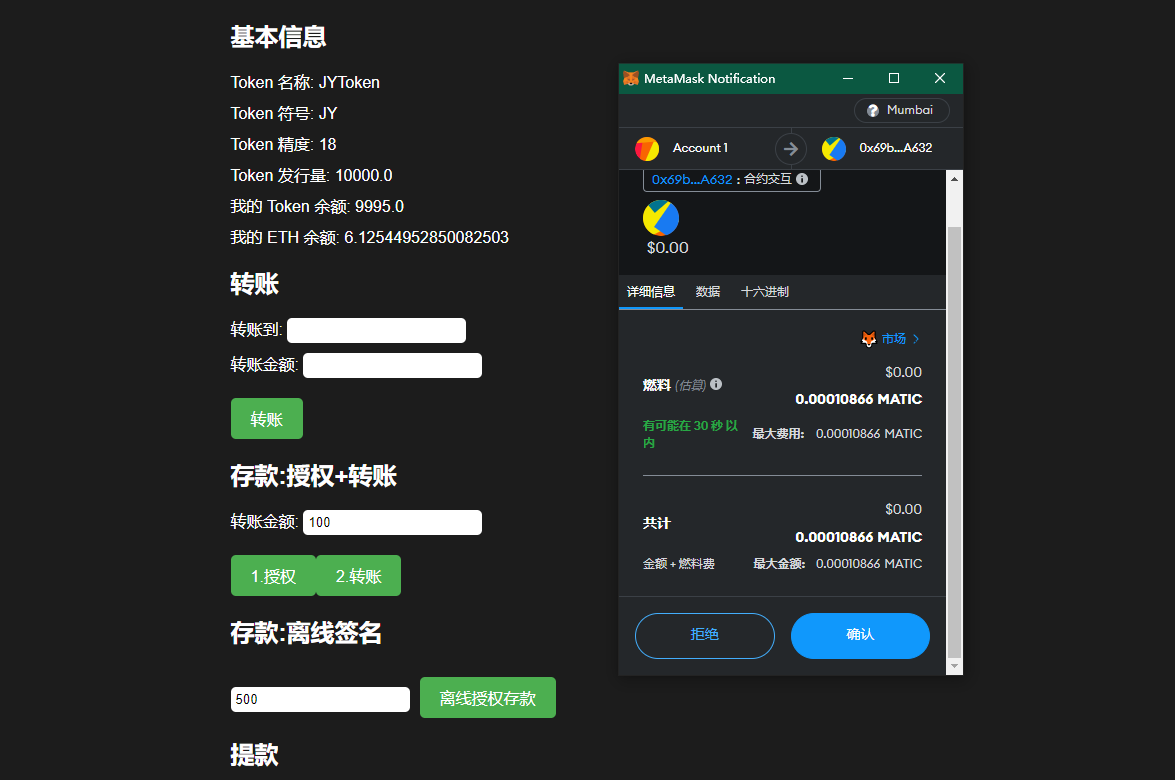 基本信息
Token 名称: JYToken
Token 符号: JY
Token 精度: 18
Token 发行量: 10000.0
我的 Token 余额: 9995.0
我的 ETH 余额: 6.12544952850082503
转账
转账到:
转账金额:
转账
存款:授权+转账
转账金额: 100
1.授权 2.转账
存款:离线签名
500 离线授权存款
提款
MetaMask Notification
Mumbai
Account 1 0x69b...A632
0x69b...A632 : 合约交互
$0.00
详细信息 数据 十六进制
市场
$0.00
燃料 (估算)
0.00010866 MATIC
有可能在 30 秒 以
内
最大费用: 0.00010866 MATIC
$0.00
共计
0.00010866 MATIC
金额 + 燃料费 最大金额: 0.00010866 MATIC
拒绝 确认